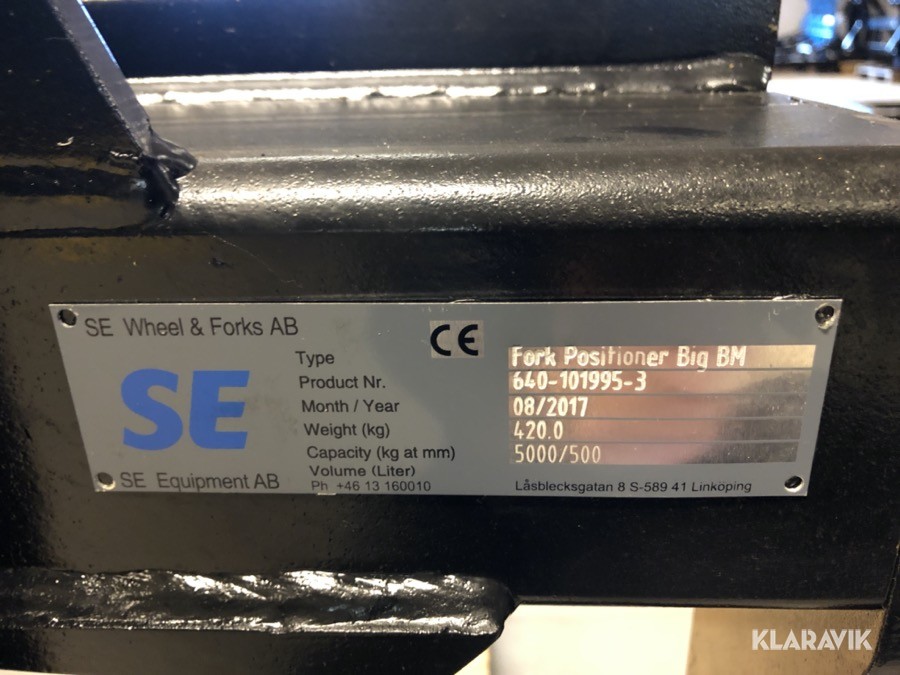 SE Wheel & Forks AB
CE
SE
Type Fork Positioner Big BM
Product Nr. 640-101995-3
Month / Year 08/2017
Weight (kg) 420.0
Capacity (kg at mm) 5000/500
Volume (Liter)
SE Equipment AB
Ph +46 13 160010
Låsblecksgatan 8 S-589 41 Linköping
KLARAVIK